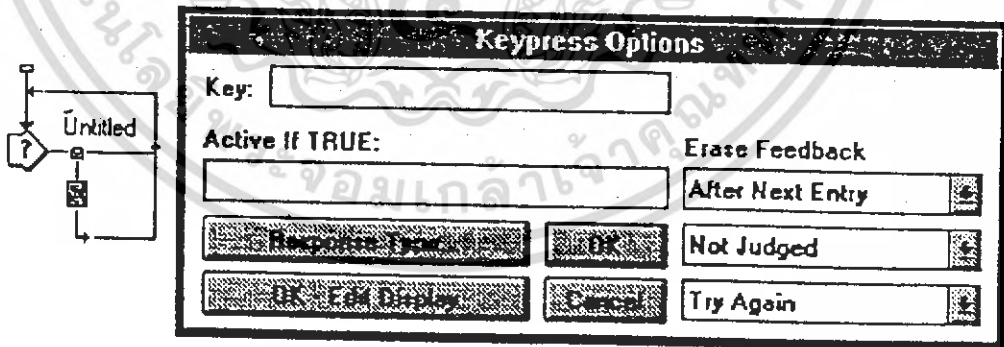 Keypress Options
Key:
Untitled
?
Active If TRUE:
Erase Feedback
After Next Entry
Response Type
OK
Not Judged
OK - Edit Display
Cancel
Try Again